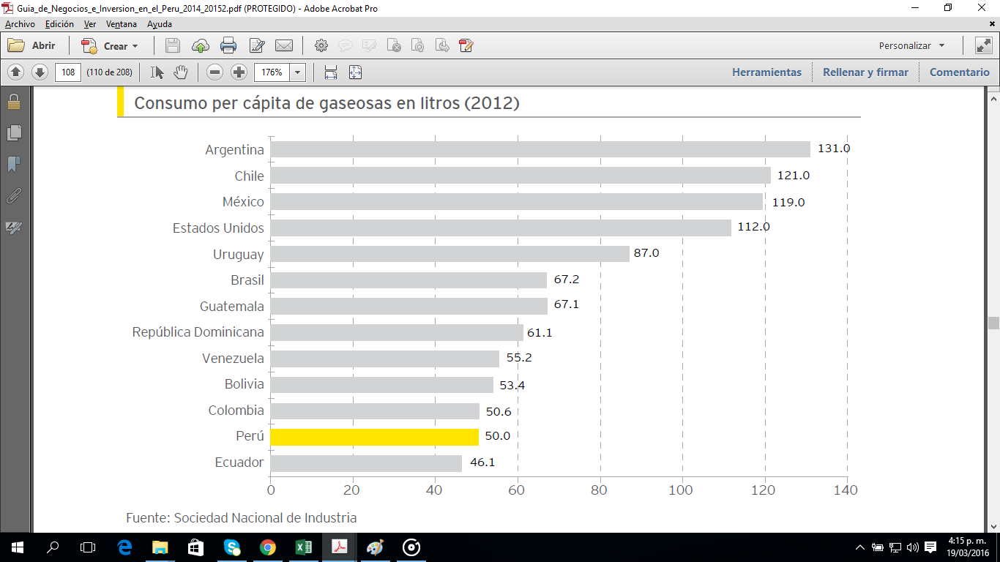 Guia_de_Negocios_e_Inversion_en_el_Peru_2014_20152.pdf (PROTEGIDO) - Adobe Acrobat Pro
Archivo Edición Ver Ventana Ayuda
Abrir Crear Personalizar
108 (110 de 208) 176% Herramientas Rellenar y firmar Comentario
Consumo per cápita de gaseosas en litros (2012)
Argentina 131.0
Chile 121.0
México 119.0
Estados Unidos 112.0
Uruguay 87.0
Brasil 67.2
Guatemala 67.1
República Dominicana 61.1
Venezuela 55.2
Bolivia 53.4
Colombia 50.6
Perú 50.0
Ecuador 46.1
0 20 40 60 80 100 120 140
Fuente: Sociedad Nacional de Industria
4:15 p. m.
19/03/2016